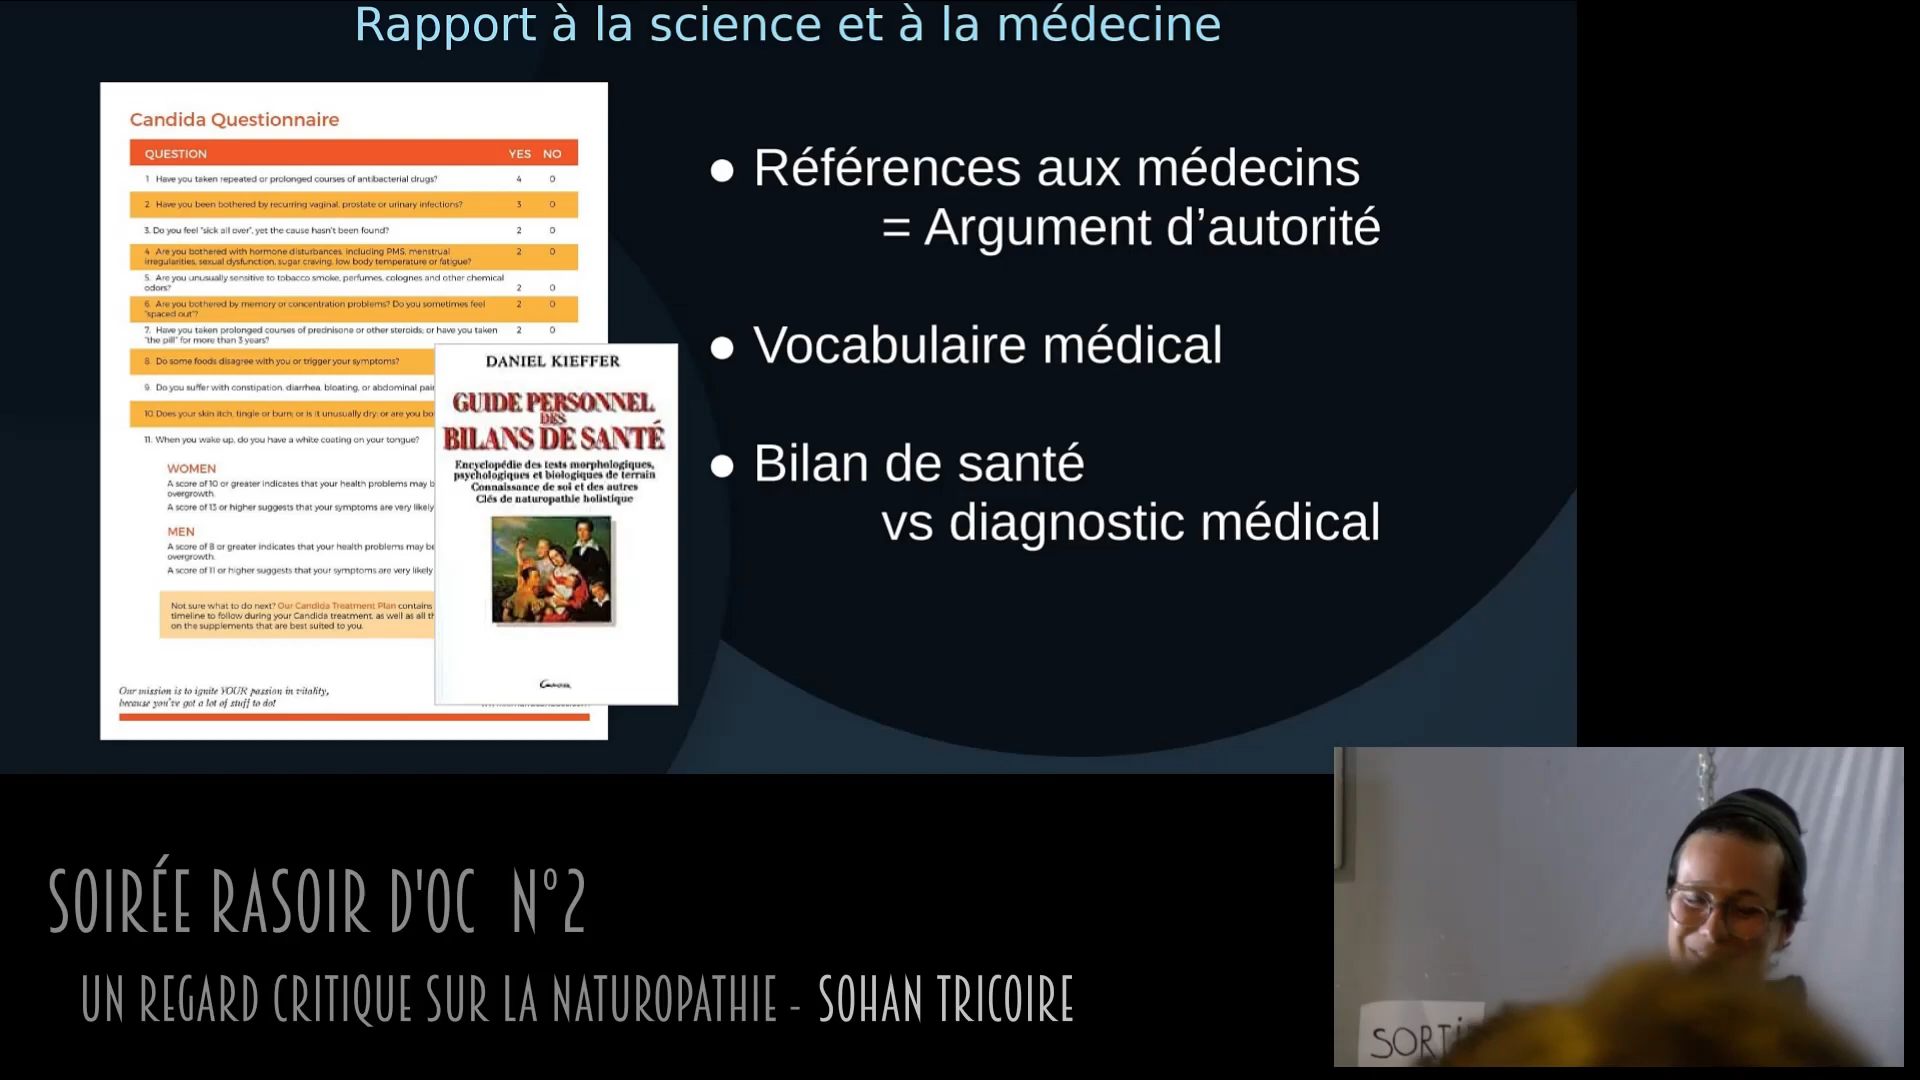 Rapport à la science et à la médecine
Candida Questionnaire
QUESTION YES NO
1 Have you taken repeated or prolonged courses of antibacterial drugs? 4 0
2 Have you been bothered by recurring vaginal, prostate or urinary infections? 3 0
3. Do you feel "sick all over", yet the cause hasn't been found? 2 0
4 Are you bothered with hormone disturbances, including PMS, menstrual 2 0
irregularities, sexual dysfunction, sugar craving, low body temperature or fatigue?
5. Are you unusually sensitive to tobacco smoke, perfumes, colognes and other chemical
odors? 2 0
6. Are you bothered by memory or concentration problems? Do you sometimes feel 2 0
"spaced out"?
7. Have you taken prolonged courses of prednisone or other steroids; or have you taken 2 0
"the pill" for more than 3 years?
8. Do some foods disagree with you or trigger your symptoms?
9. Do you suffer with constipation, diarrhea, bloating, or abdominal
10. Does your skin itch, tingle or burn; or is it unusually dry; or are you
11. When you wake up, do you have a white coating on your tongue?
WOMEN
A score of 10 or greater indicates that your health problems may
overgrowth.
A score of 13 or higher suggests that your symptoms are very likely
MEN
A score of 8 or greater indicates that your health problems may
overgrowth.
A score of 11 or higher suggests that your symptoms are very likely
Not sure what to do next? Our Candida Treatment Plan contains
timeline to follow during your Candida treatment, as well as all
on the supplements that are best suited to you.
Our mission is to ignite YOUR passion in vitality,
because you've got a lot of stuff to do!
DANIEL KIEFFER
GUIDE PERSONNEL
DES
BILANS DE SANTÉ
Encyclopédie des tests morphologiques,
psychologiques et biologiques de terrain
Connaissance de soi et des autres
Clés de naturopathie holistique
● Références aux médecins
= Argument d’autorité
● Vocabulaire médical
● Bilan de santé
vs diagnostic médical
SOIRÉE RASOIR D'OC N°2
UN REGARD CRITIQUE SUR LA NATUROPATHIE - SOHAN TRICOIRE
SORTI